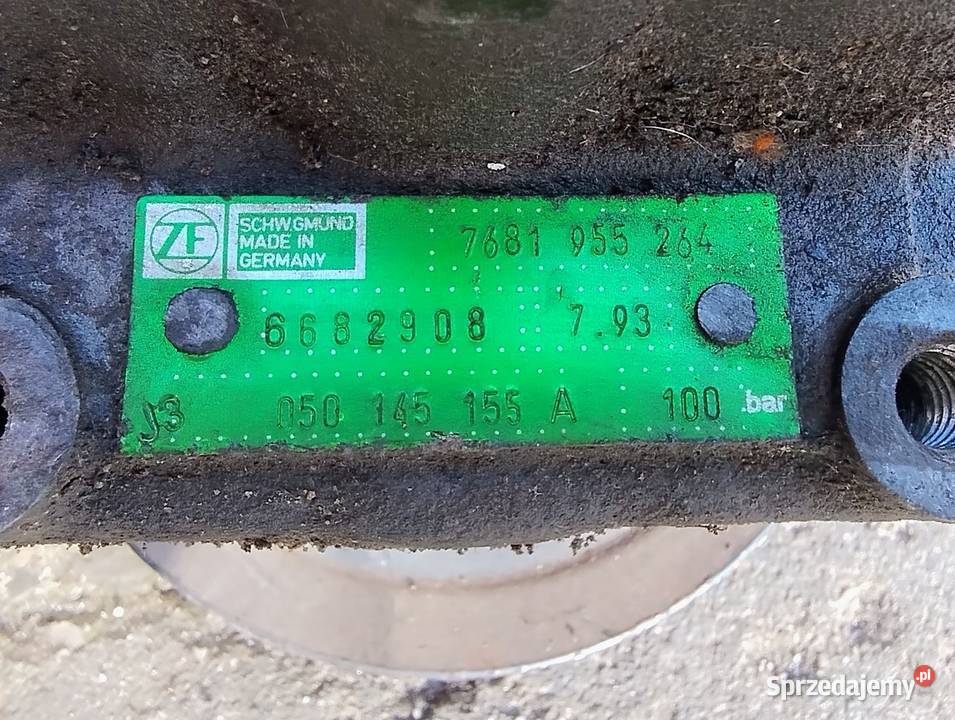 ZF
SCHW.GMÜND
MADE IN
GERMANY
7681 955 264
6682908 7.93
J3 050 145 155 A 100 bar
Sprzedajemy.pl